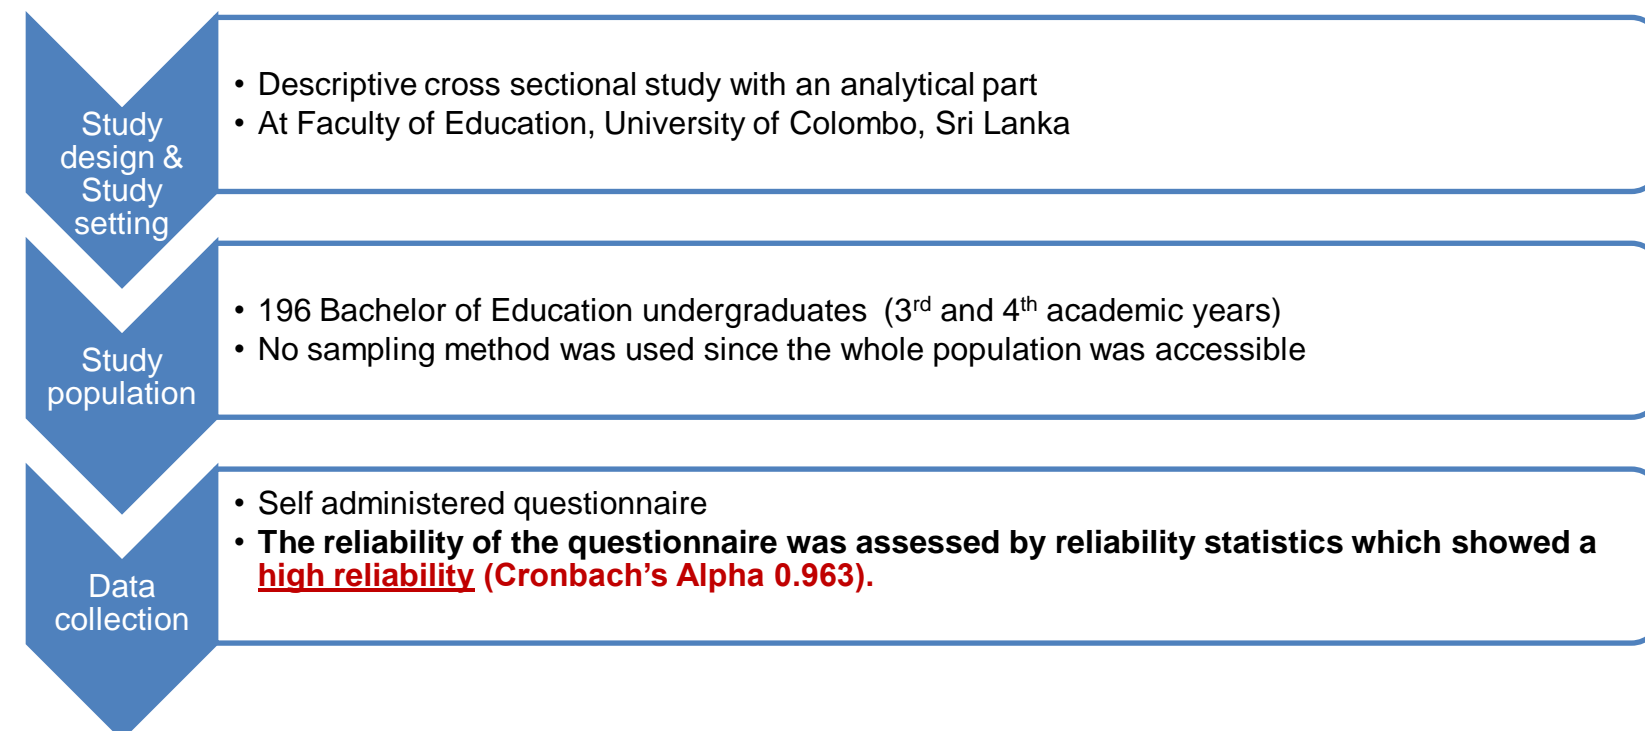 Study
design &
Study
setting
• Descriptive cross sectional study with an analytical part
• At Faculty of Education, University of Colombo, Sri Lanka
Study
population
• 196 Bachelor of Education undergraduates  (3rd and 4th academic years)
• No sampling method was used since the whole population was accessible
Data
collection
• Self administered questionnaire
• The reliability of the questionnaire was assessed by reliability statistics which showed a
high reliability (Cronbach’s Alpha 0.963).